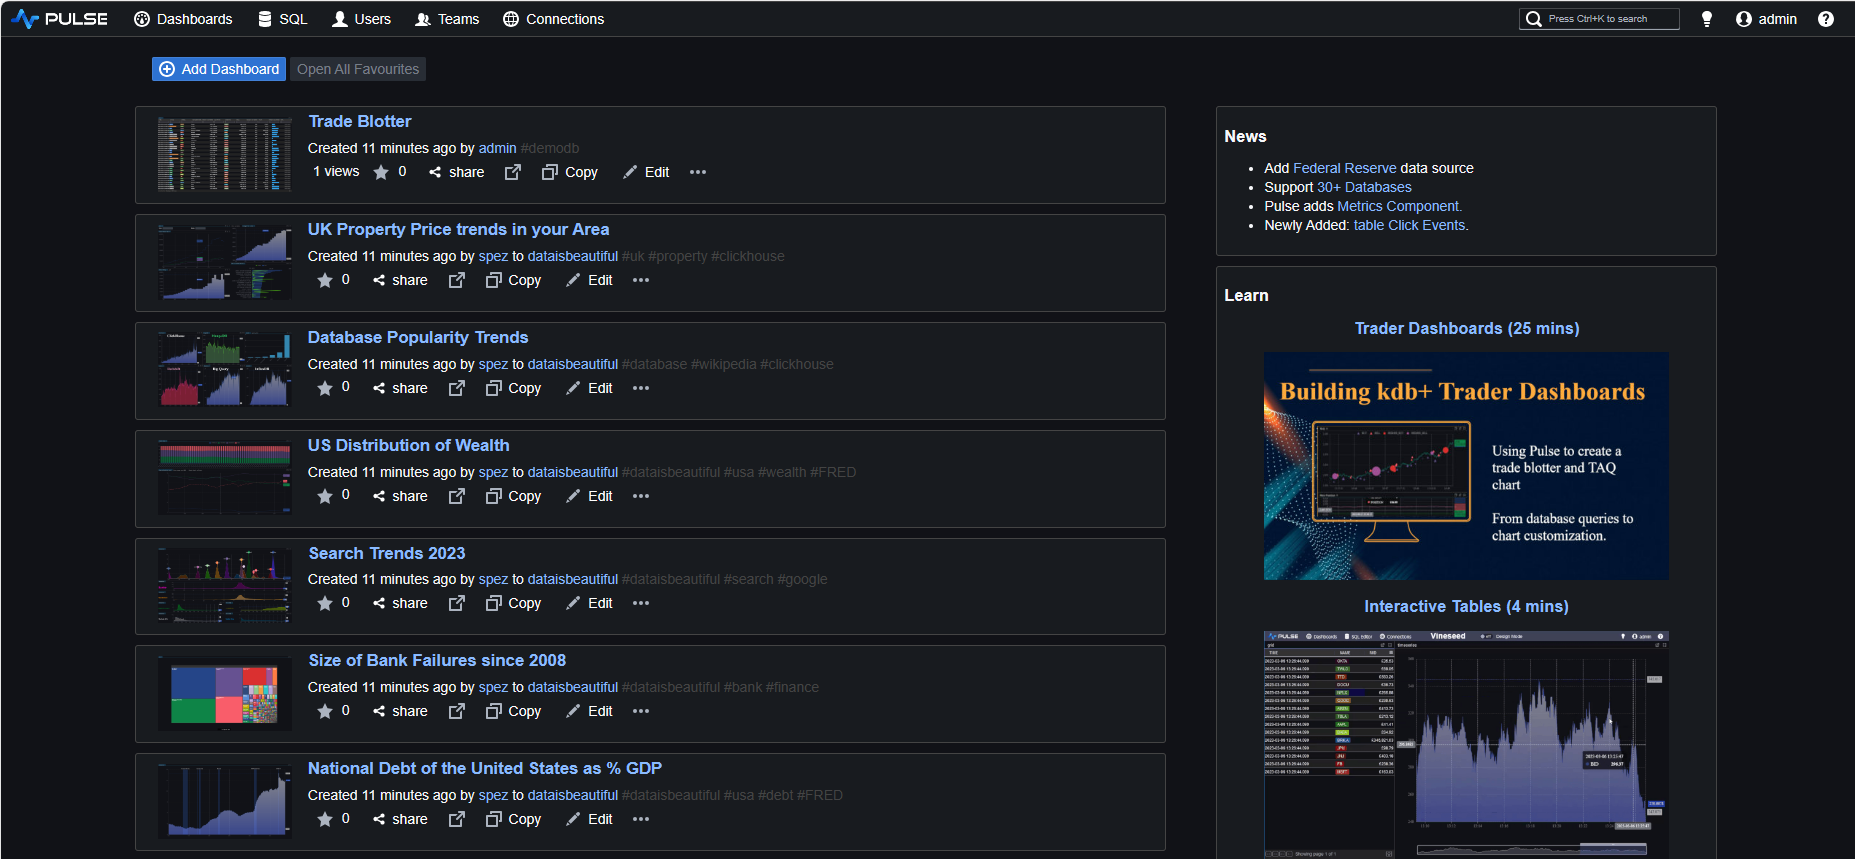 PULSE Dashboards SQL Users Teams Connections Press Ctrl+K to search admin
Add Dashboard Open All Favourites
Trade Blotter
Created 11 minutes ago by admin #demodb
1 views 0 share Copy Edit
UK Property Price trends in your Area
Created 11 minutes ago by spez to dataisbeautiful #uk #property #clickhouse
0 share Copy Edit
Database Popularity Trends
Created 11 minutes ago by spez to dataisbeautiful #database #wikipedia #clickhouse
0 share Copy Edit
US Distribution of Wealth
Created 11 minutes ago by spez to dataisbeautiful #dataisbeautiful #usa #wealth #FRED
0 share Copy Edit
Search Trends 2023
Created 11 minutes ago by spez to dataisbeautiful #dataisbeautiful #search #google
0 share Copy Edit
Size of Bank Failures since 2008
Created 11 minutes ago by spez to dataisbeautiful #dataisbeautiful #bank #finance
0 share Copy Edit
National Debt of the United States as % GDP
Created 11 minutes ago by spez to dataisbeautiful #dataisbeautiful #usa #debt #FRED
0 share Copy Edit
News
Add Federal Reserve data source
Support 30+ Databases
Pulse adds Metrics Component.
Newly Added: table Click Events.
Learn
Trader Dashboards (25 mins)
Building kdb+ Trader Dashboards
Using Pulse to create a
trade blotter and TAQ
chart
From database queries to
chart customization.
Interactive Tables (4 mins)
PULSE Dashboards SQL Editor Connections Vineseed Design Mode admin